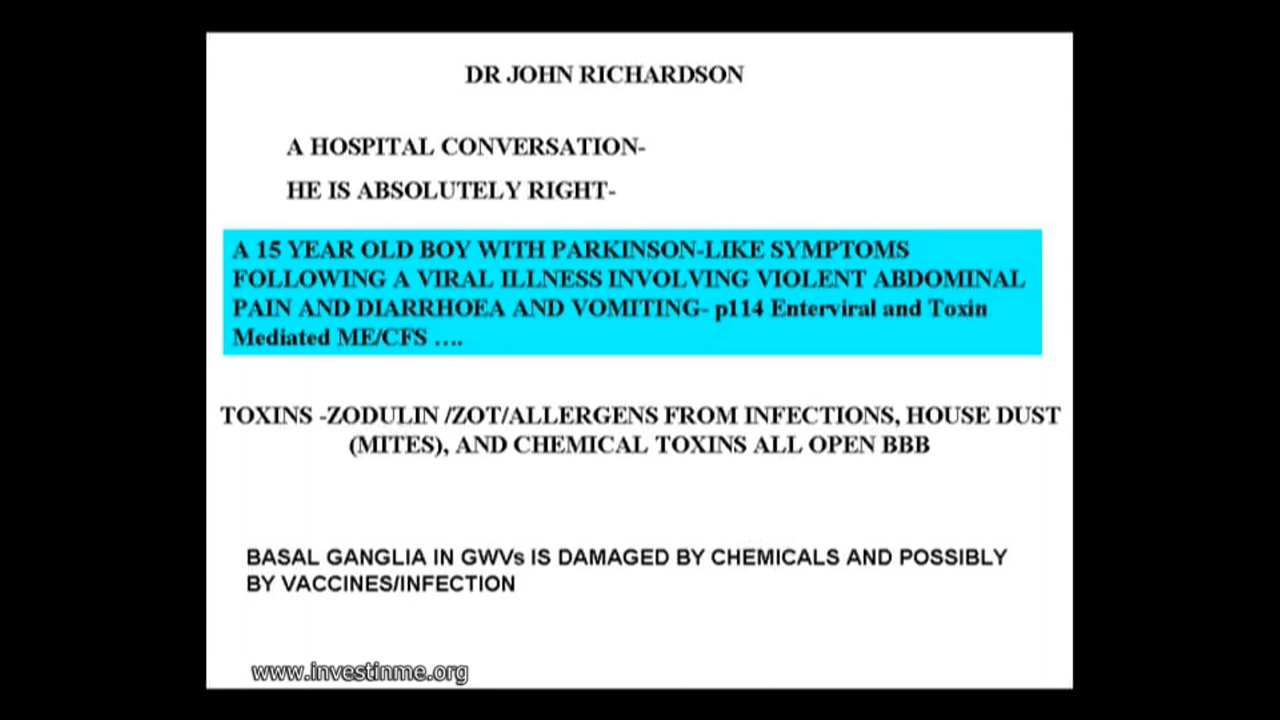 DR JOHN RICHARDSON
A HOSPITAL CONVERSATION-
HE IS ABSOLUTELY RIGHT-
A 15 YEAR OLD BOY WITH PARKINSON-LIKE SYMPTOMS
FOLLOWING A VIRAL ILLNESS INVOLVING VIOLENT ABDOMINAL
PAIN AND DIARRHOEA AND VOMITING- p114 Enterviral and Toxin
Mediated ME/CFS ....
TOXINS -ZODULIN /ZOT/ALLERGENS FROM INFECTIONS, HOUSE DUST
(MITES), AND CHEMICAL TOXINS ALL OPEN BBB
BASAL GANGLIA IN GWVs IS DAMAGED BY CHEMICALS AND POSSIBLY
BY VACCINES/INFECTION
www.investinme.org